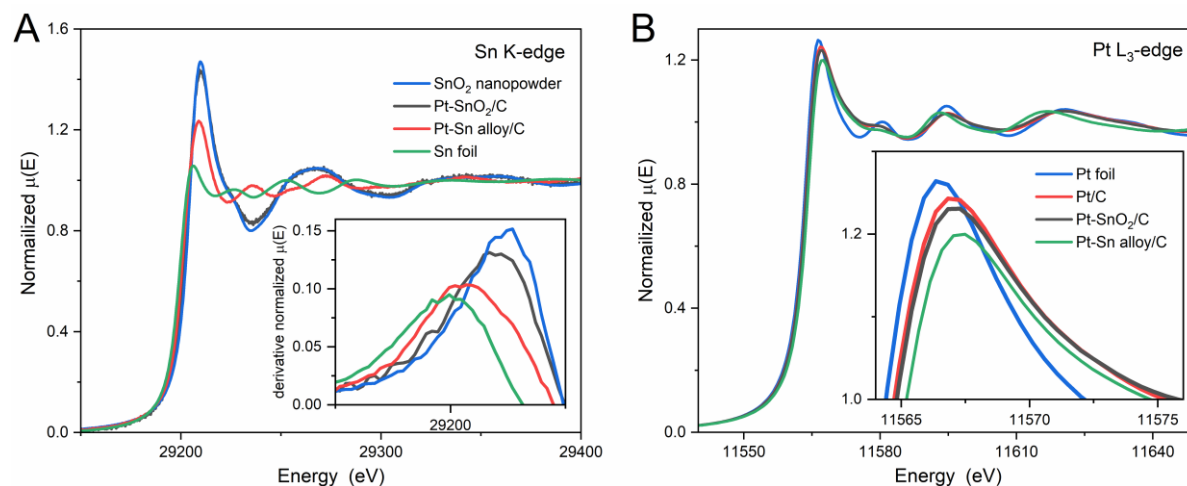 A
Sn K-edge
SnO₂ nanopowder
Pt-SnO₂/C
Pt-Sn alloy/C
Sn foil
Normailized μ(E)
1.6
1.2
0.8
0.4
0.0
derivative normalized μ(E)
0.15
0.10
0.05
0.00
29200
29200 29300 29400
Energy (eV)
B
Pt L₃-edge
Normailized μ(E)
1.2
0.8
0.4
0.0
Pt foil
Pt/C
Pt-SnO₂/C
Pt-Sn alloy/C
1.2
1.0
11565 11570 11575
11550 11580 11610 11640
Energy (eV)